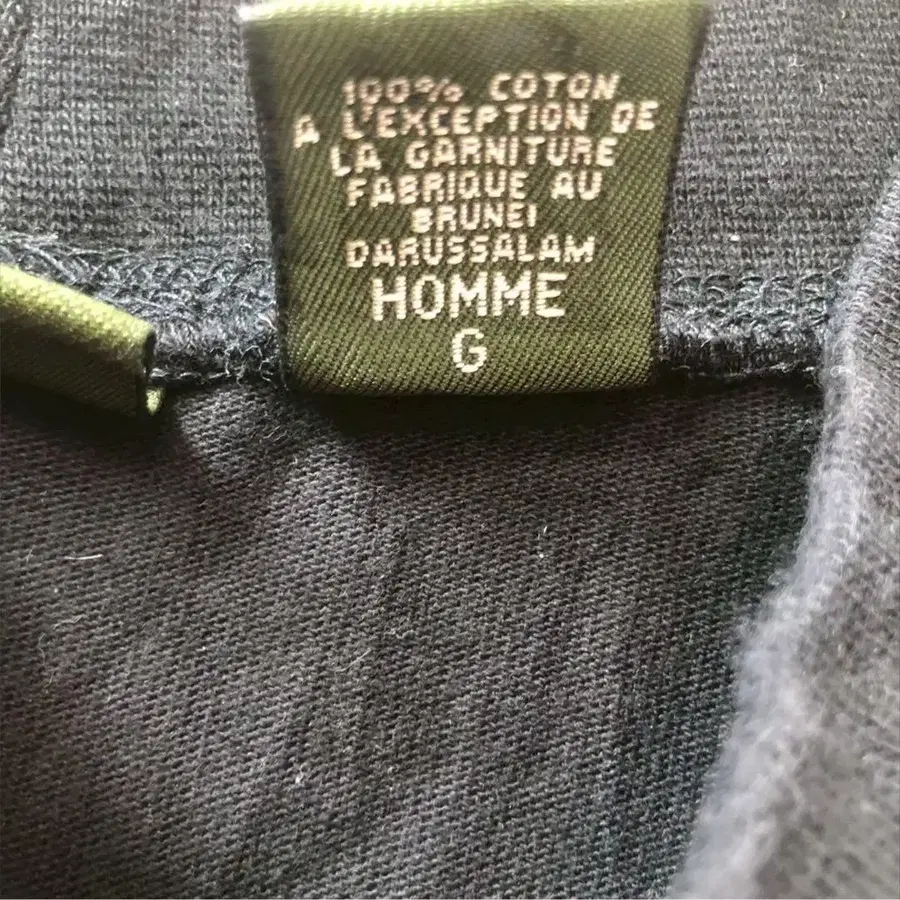 100% COTON
A L'EXCEPTION DE
LA GARNITURE
FABRIQUE AU
BRUNEI
DARUSSALAM
HOMME
G